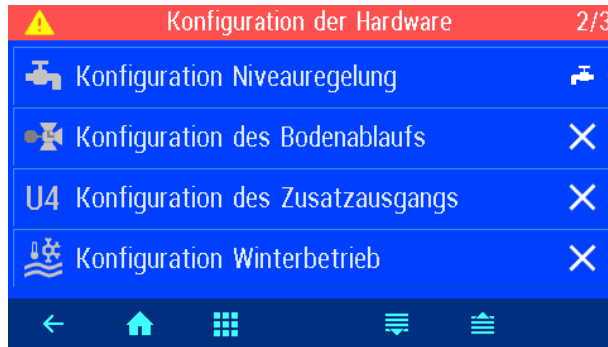 Konfiguration der Hardware 2/3
Konfiguration Niveauregelung
Konfiguration des Bodenablaufs
U4 Konfiguration des Zusatzausgangs
Konfiguration Winterbetrieb